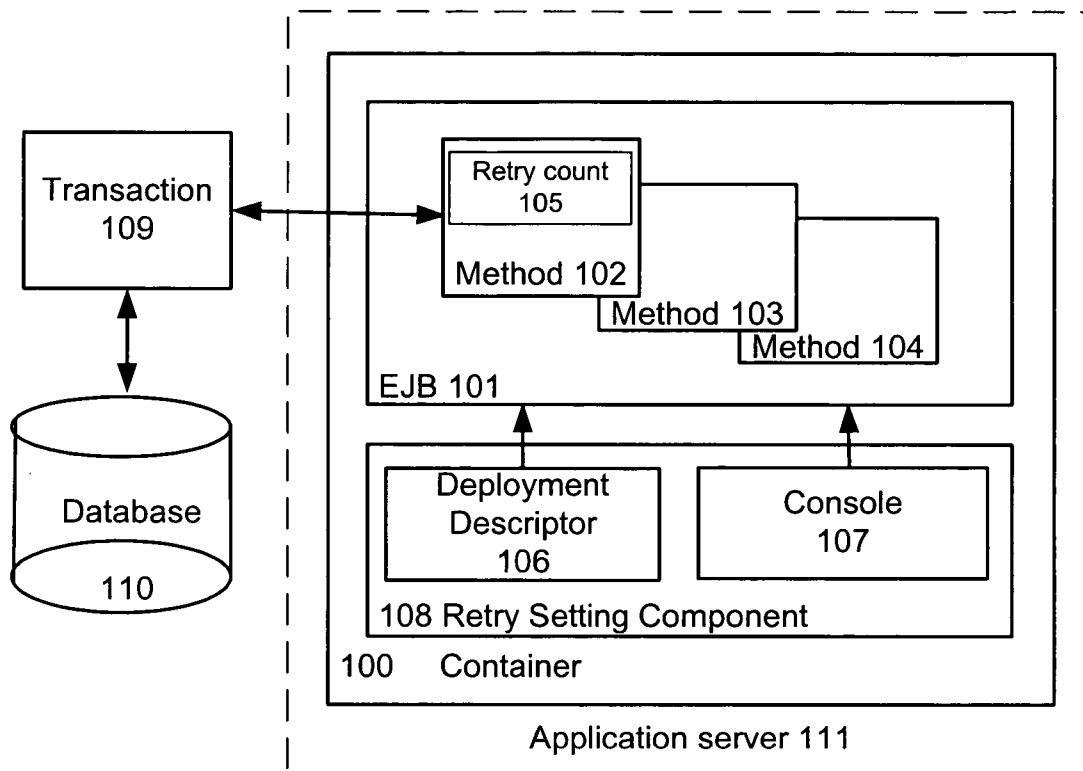 Transaction
109
Database
110
Retry count
105
Method 102
Method 103
Method 104
EJB 101
Deployment
Descriptor
106
Console
107
108 Retry Setting Component
100 Container
Application server 111